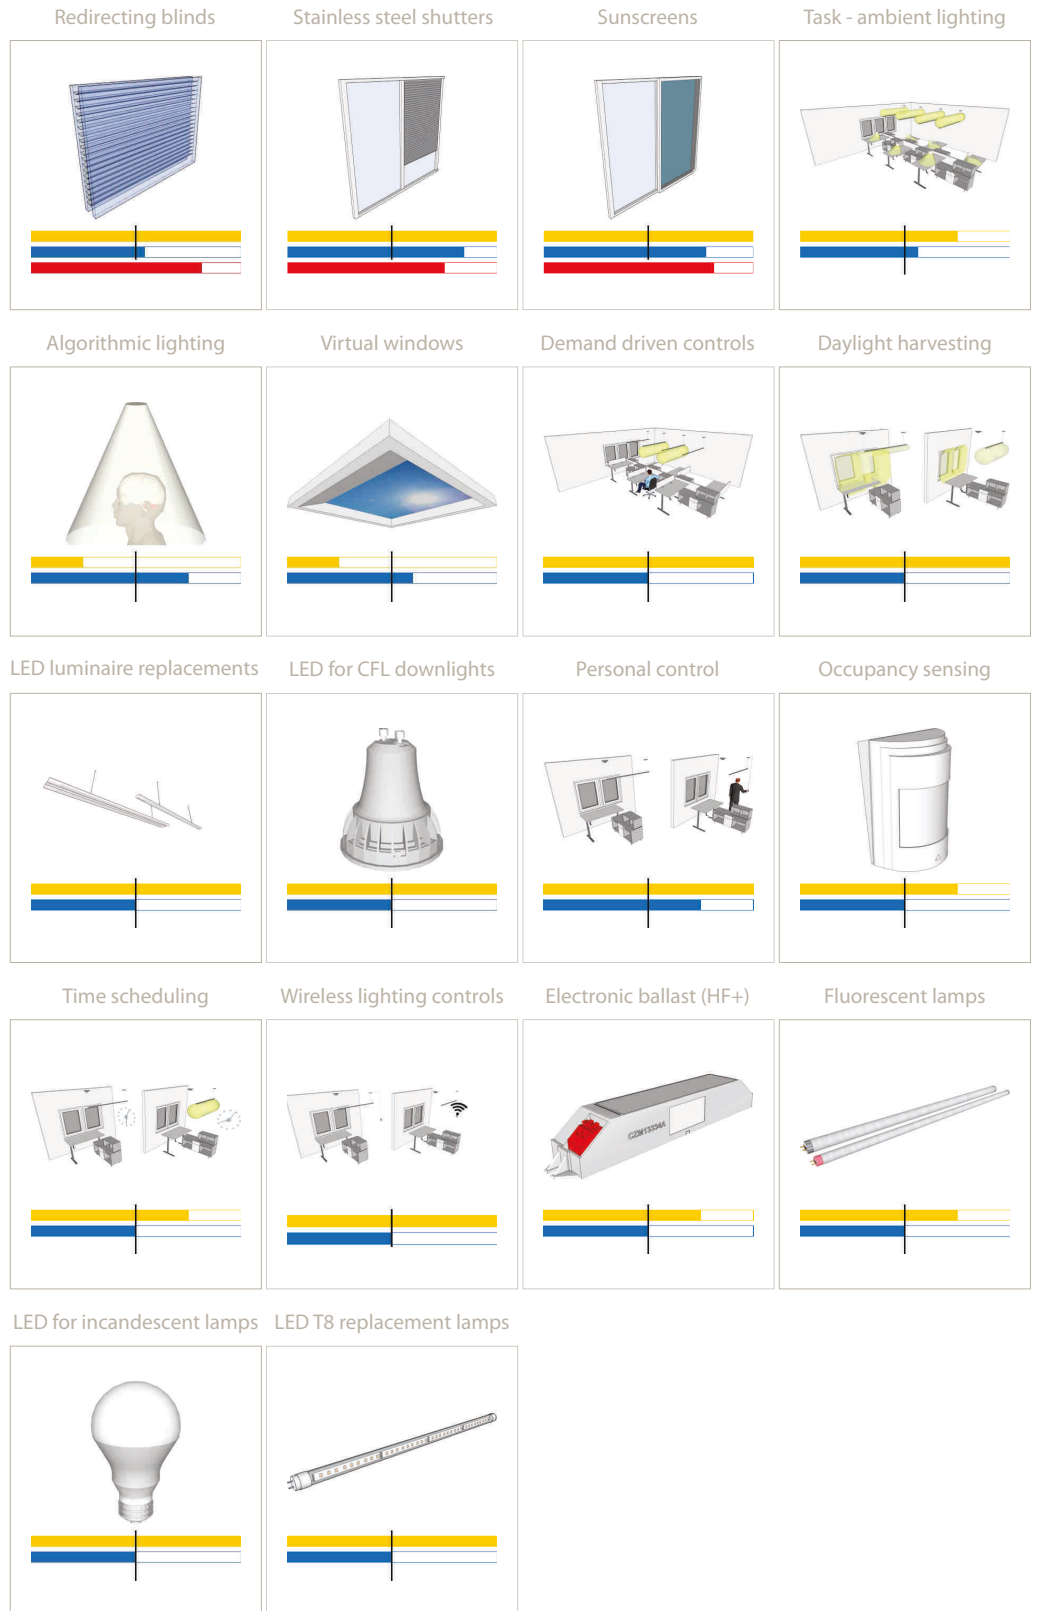 Redirecting blinds
Stainless steel shutters
Sunscreens
Task - ambient lighting
Algorithmic lighting
Virtual windows
Demand driven controls
Daylight harvesting
LED luminaire replacements
LED for CFL downlights
Personal control
Occupancy sensing
Time scheduling
Wireless lighting controls
Electronic ballast (HF+)
Fluorescent lamps
LED for incandescent lamps
LED T8 replacement lamps